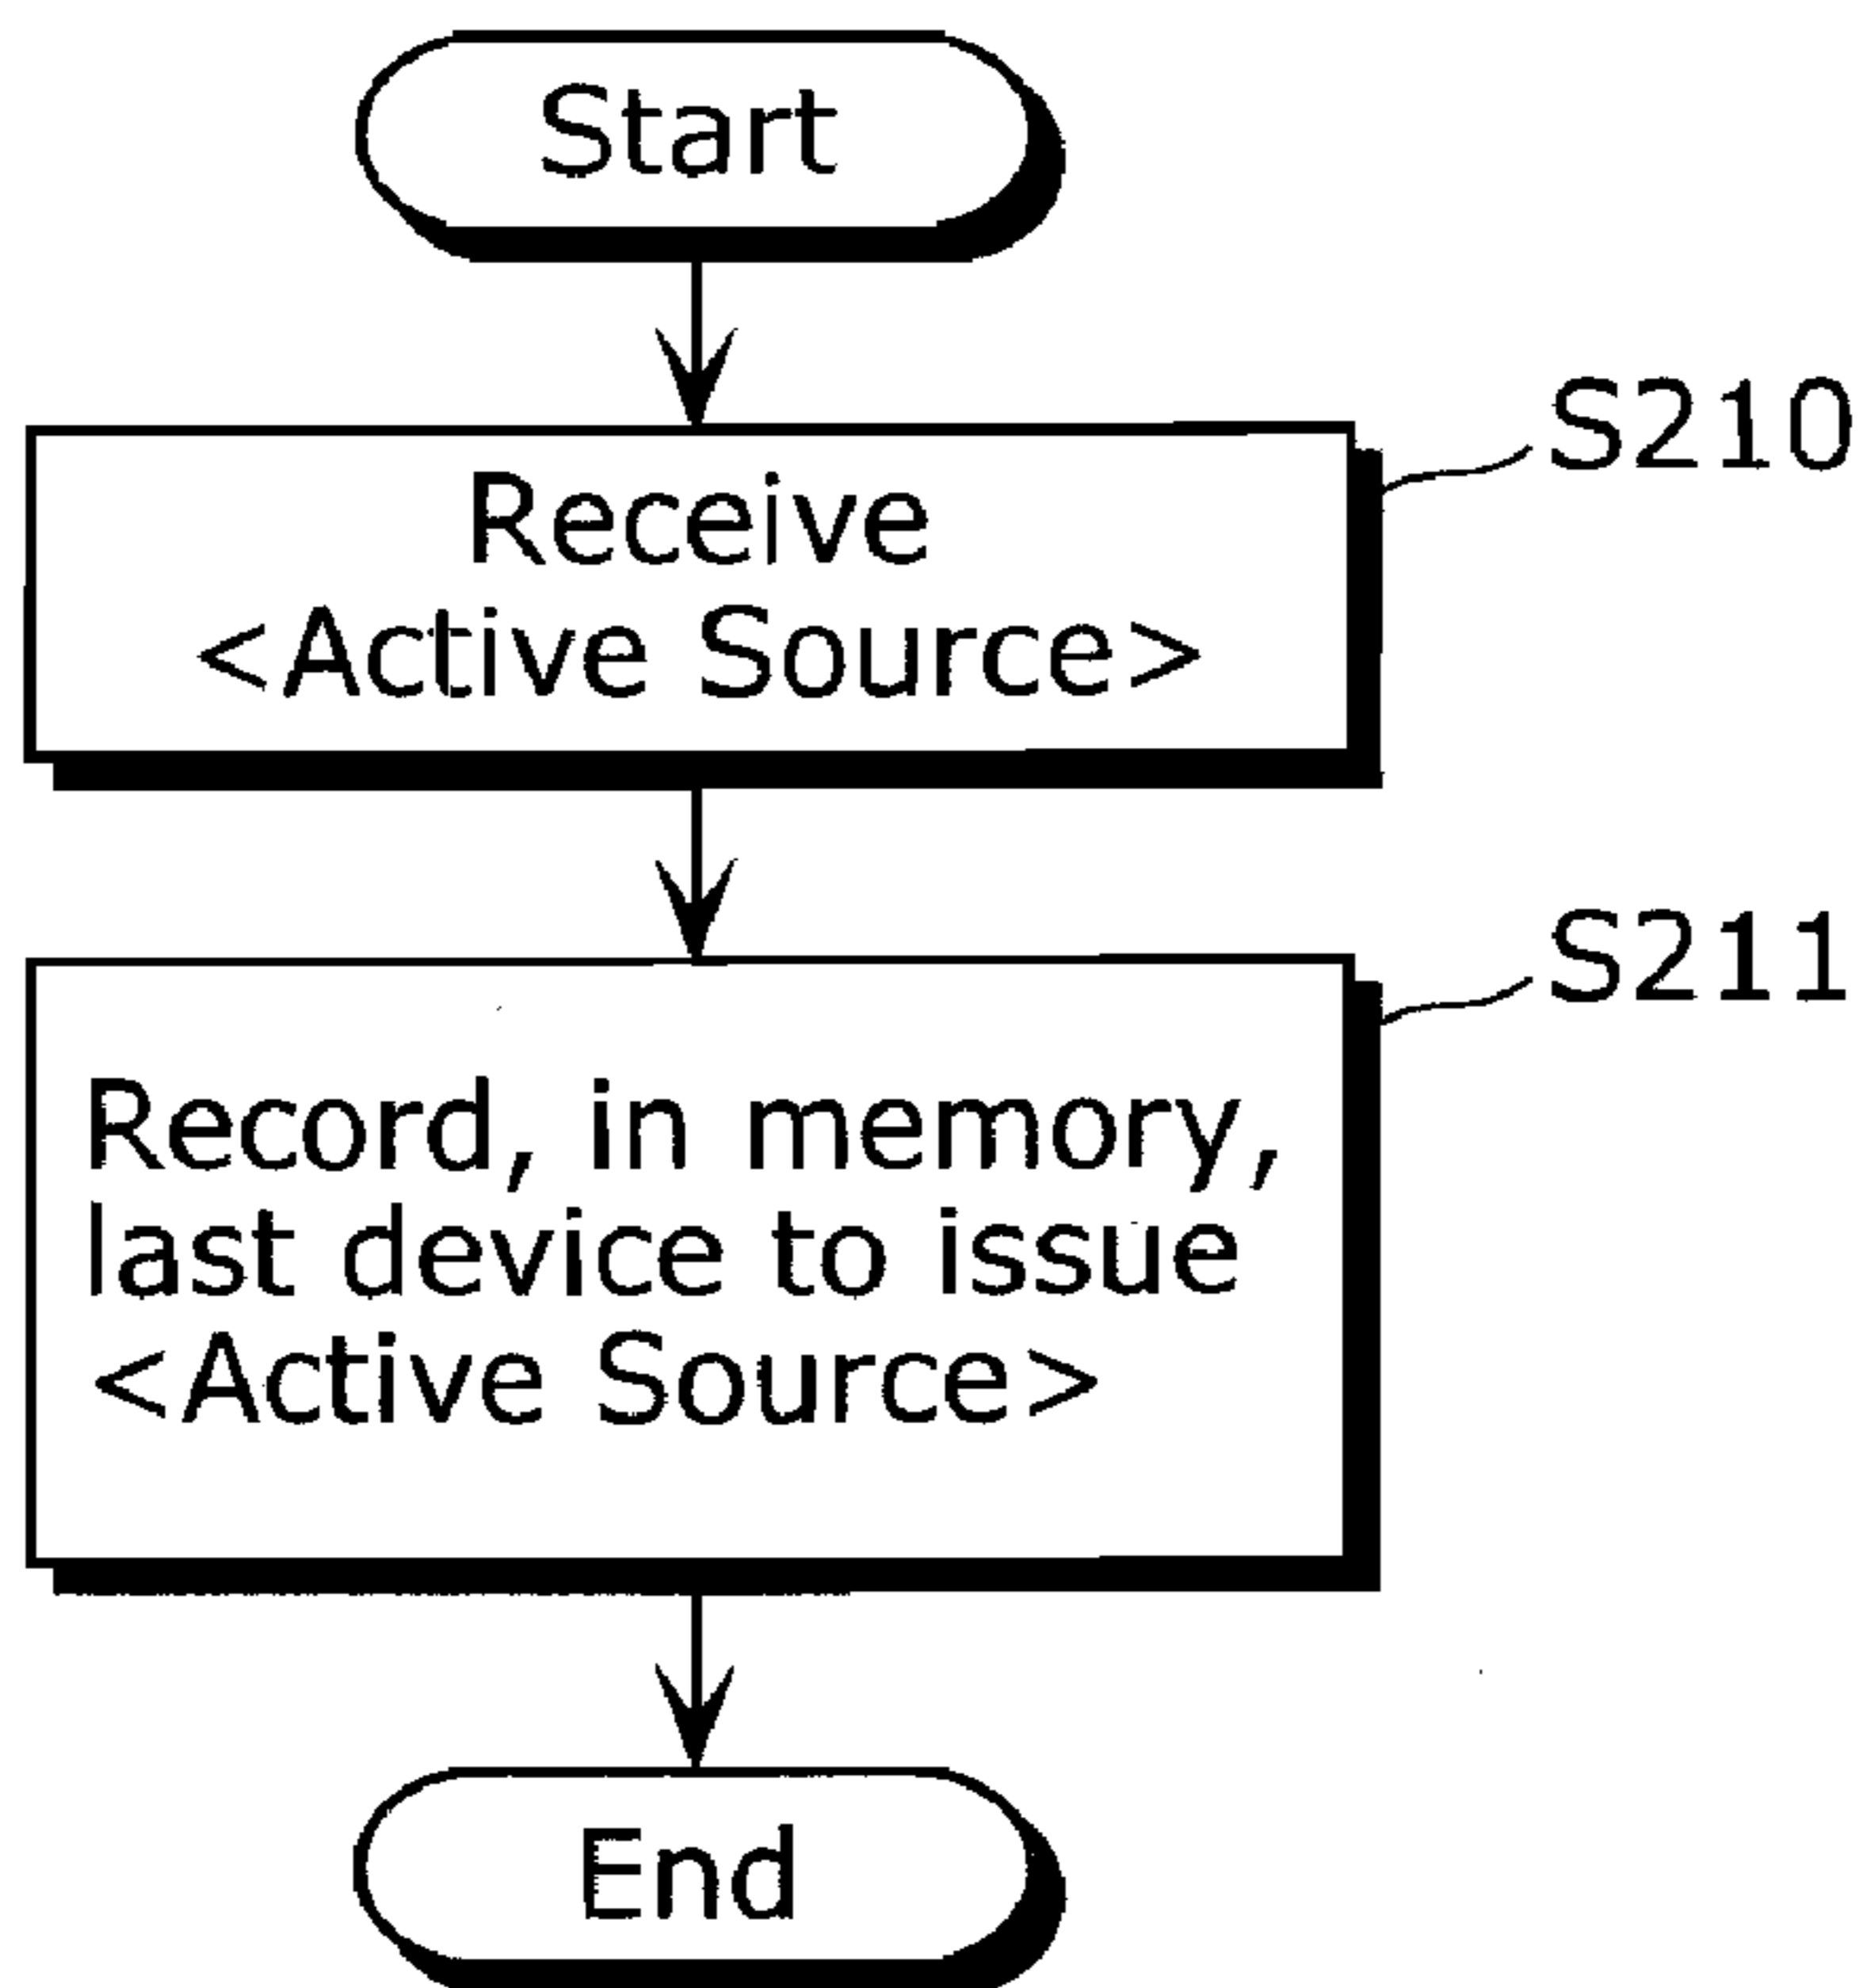 Start
S210
Receive
<Active Source>
S211
Record, in memory,
last device to issue
<Active Source>
End